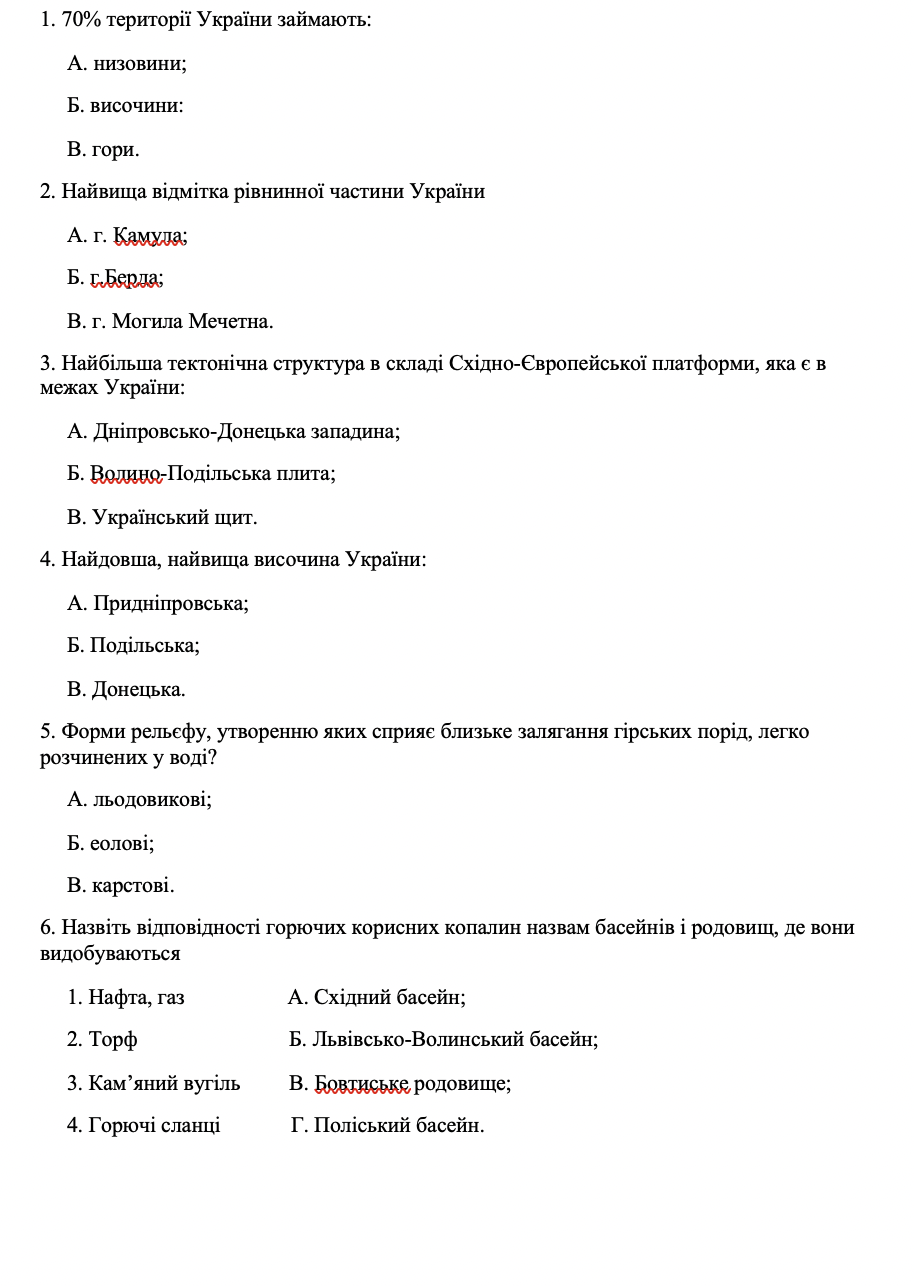 1. 70% території України займають:
А. низовини;
Б. височини:
В. гори.
2. Найвища відмітка рівнинної частини України
А. г. Камула;
Б. г.Берда;
В. г. Могила Мечетна.
3. Найбільша тектонічна структура в складі Східно-Європейської платформи, яка є в
межах України:
А. Дніпровсько-Донецька западина;
Б. Волино-Подільська плита;
В. Український щит.
4. Найдовша, найвища височина України:
А. Придніпровська;
Б. Подільська;
В. Донецька.
5. Форми рельєфу, утворенню яких сприяє близьке залягання гірських порід, легко
розчинених у воді?
А. льодовикові;
Б. еолові;
В. карстові.
6. Назвіть відповідності горючих корисних копалин назвам басейнів і родовищ, де вони
видобуваються
1. Нафта, газ А. Східний басейн;
2. Торф Б. Львівсько-Волинський басейн;
3. Кам’яний вугіль В. Бовтиське родовище;
4. Горючі сланці Г. Поліський басейн.